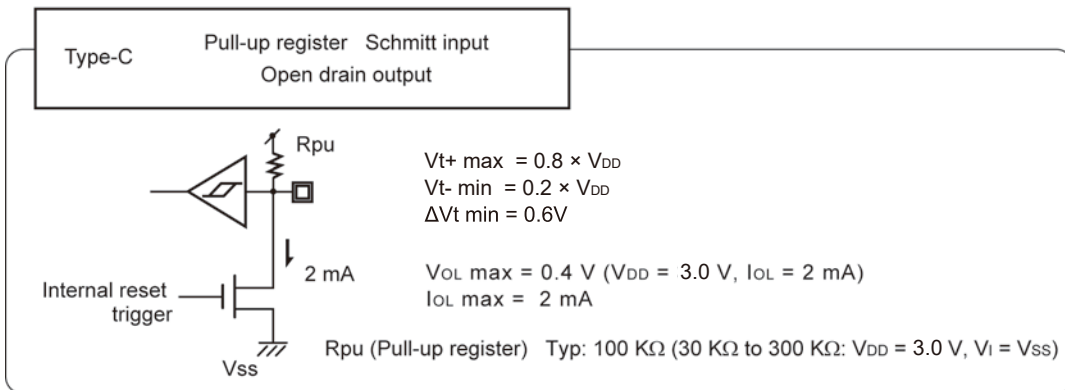 Type-C
Pull-up register Schmitt input
Open drain output
Rpu
Vt+ max = 0.8 × VDD
Vt- min = 0.2 × VDD
ΔVt min = 0.6V
2 mA
VOL max = 0.4 V (VDD = 3.0 V, IOL = 2 mA)
IOL max = 2 mA
Internal reset
trigger
Vss
Rpu (Pull-up register) Typ: 100 KΩ (30 KΩ to 300 KΩ: VDD = 3.0 V, VI = VSS)